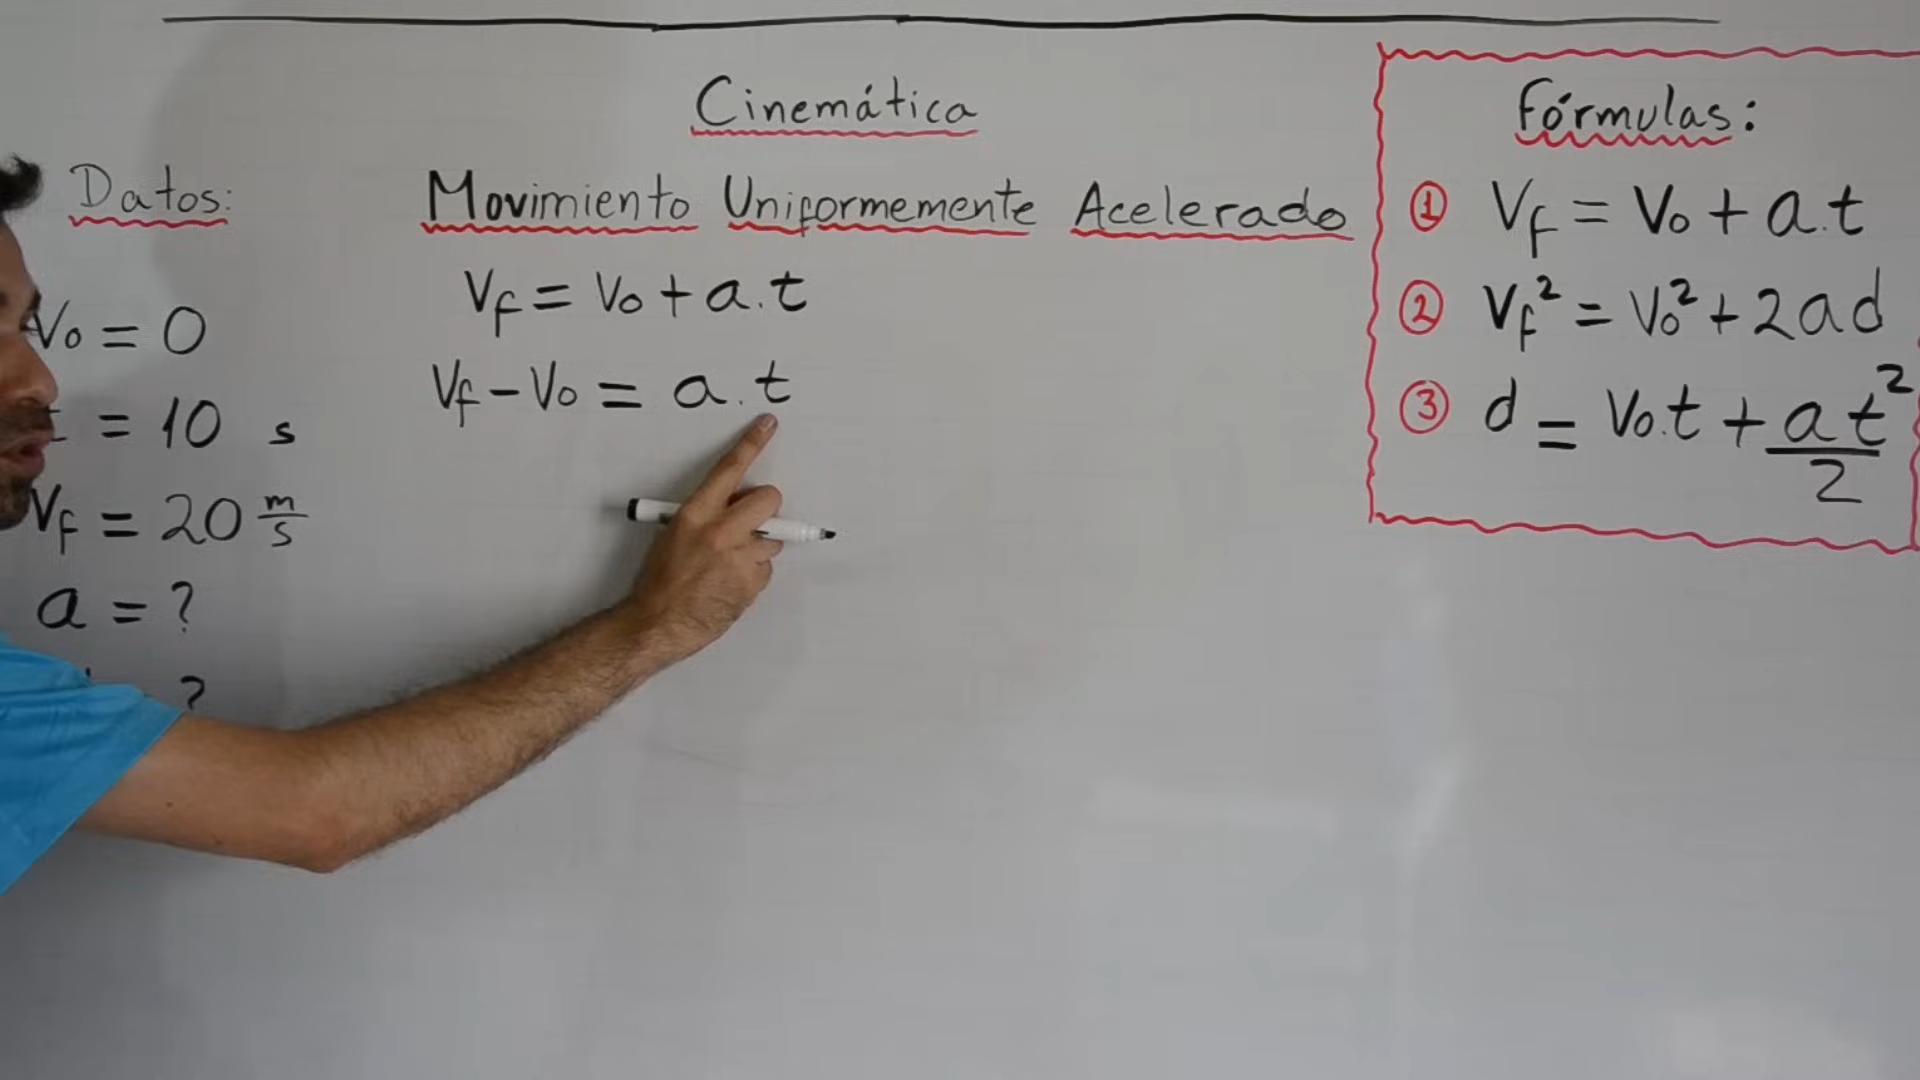 Cinemática
Datos:
Movimiento Uniformemente Acelerado
Vo = 0
= 10 s
Vf = 20 m/s
a = ?
?
Vf = Vo + a.t
Vf - Vo = a.t
Fórmulas:
① Vf = Vo + a.t
② Vf² = Vo² + 2ad
③ d = Vo.t + at²/2